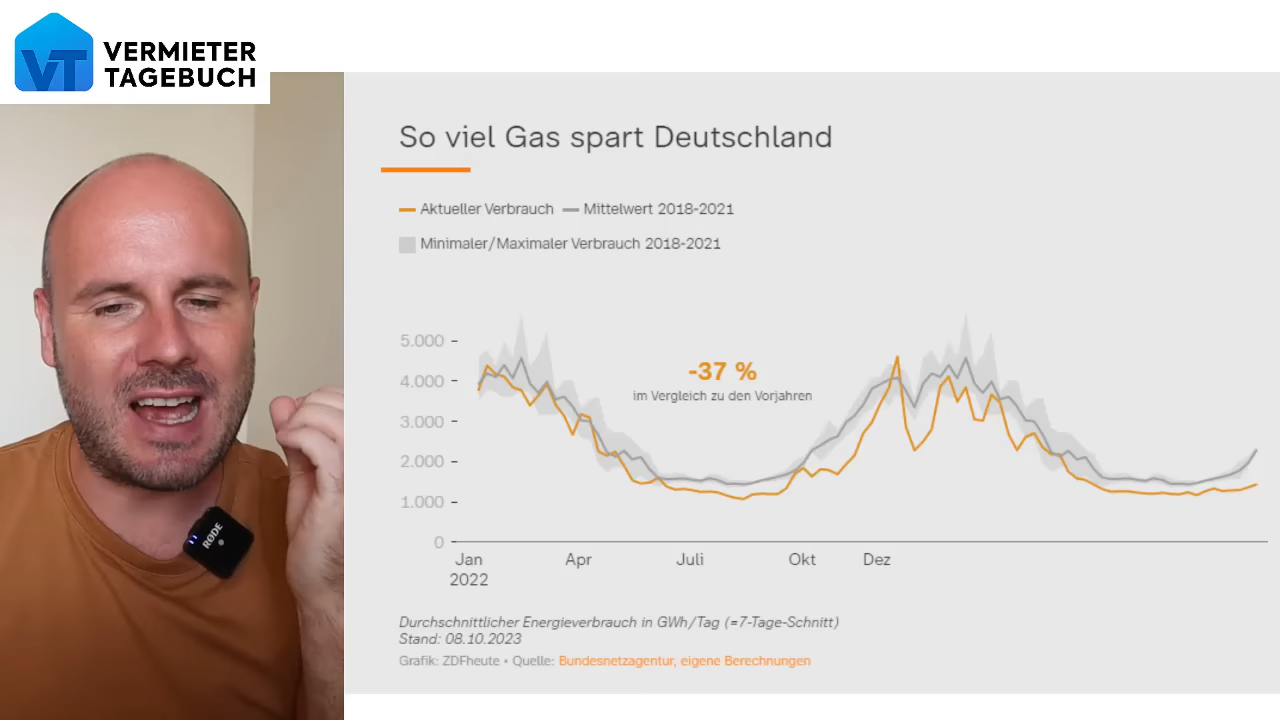 VT
VERMIETER
TAGEBUCH
So viel Gas spart Deutschland
Aktueller Verbrauch
Mittelwert 2018-2021
Minimaler/Maximaler Verbrauch 2018-2021
5.000
4.000
3.000
2.000
1.000
0
-37 %
im Vergleich zu den Vorjahren
Jan
2022
Apr
Juli
Okt
Dez
Durchschnittlicher Energieverbrauch in GWh/Tag (=7-Tage-Schnitt)
Stand: 08.10.2023
Grafik: ZDFheute • Quelle: Bundesnetzagentur, eigene Berechnungen
RØDE